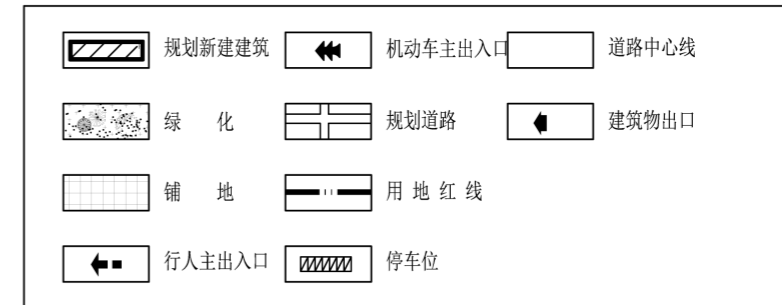 规划新建建筑 机动车主出入口 道路中心线
绿 化 规划道路 建筑物出口
铺 地 用 地 红 线
行人主出入口 停车位